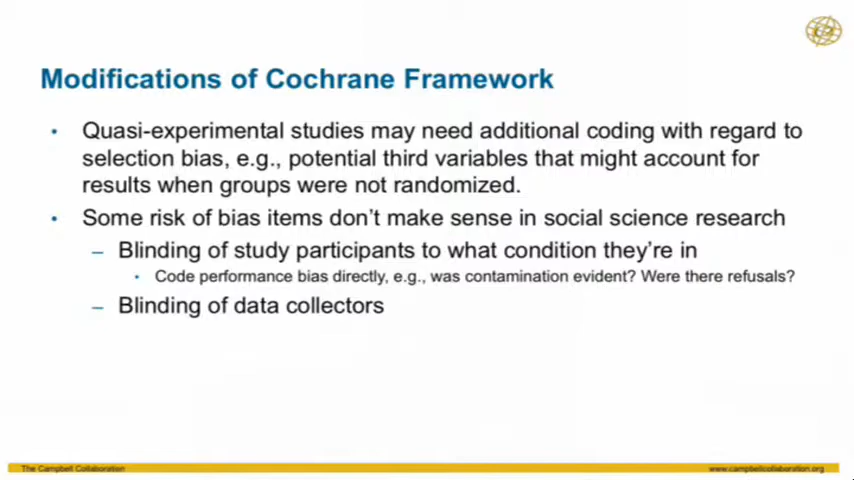 Modifications of Cochrane Framework
• Quasi-experimental studies may need additional coding with regard to
selection bias, e.g., potential third variables that might account for
results when groups were not randomized.
• Some risk of bias items don't make sense in social science research
– Blinding of study participants to what condition they're in
• Code performance bias directly, e.g., was contamination evident? Were there refusals?
– Blinding of data collectors
The Campbell Collaboration
www.campbellcollaboration.org